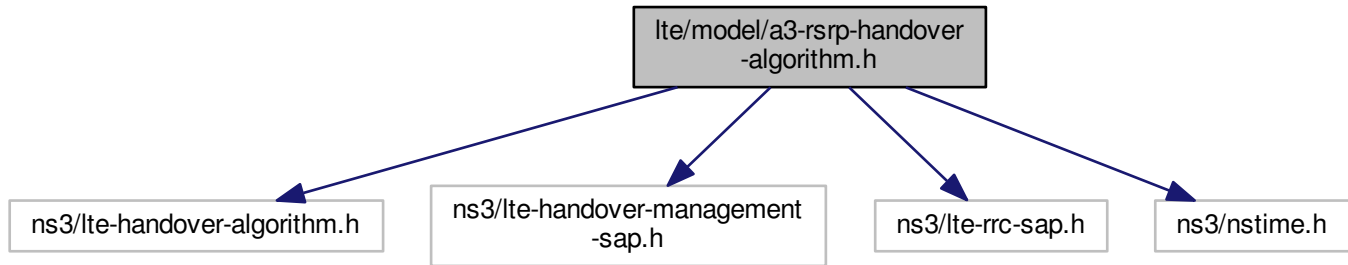 lte/model/a3-rsrp-handover
-algorithm.h
ns3/lte-handover-algorithm.h
ns3/lte-handover-management
-sap.h
ns3/lte-rrc-sap.h
ns3/nstime.h